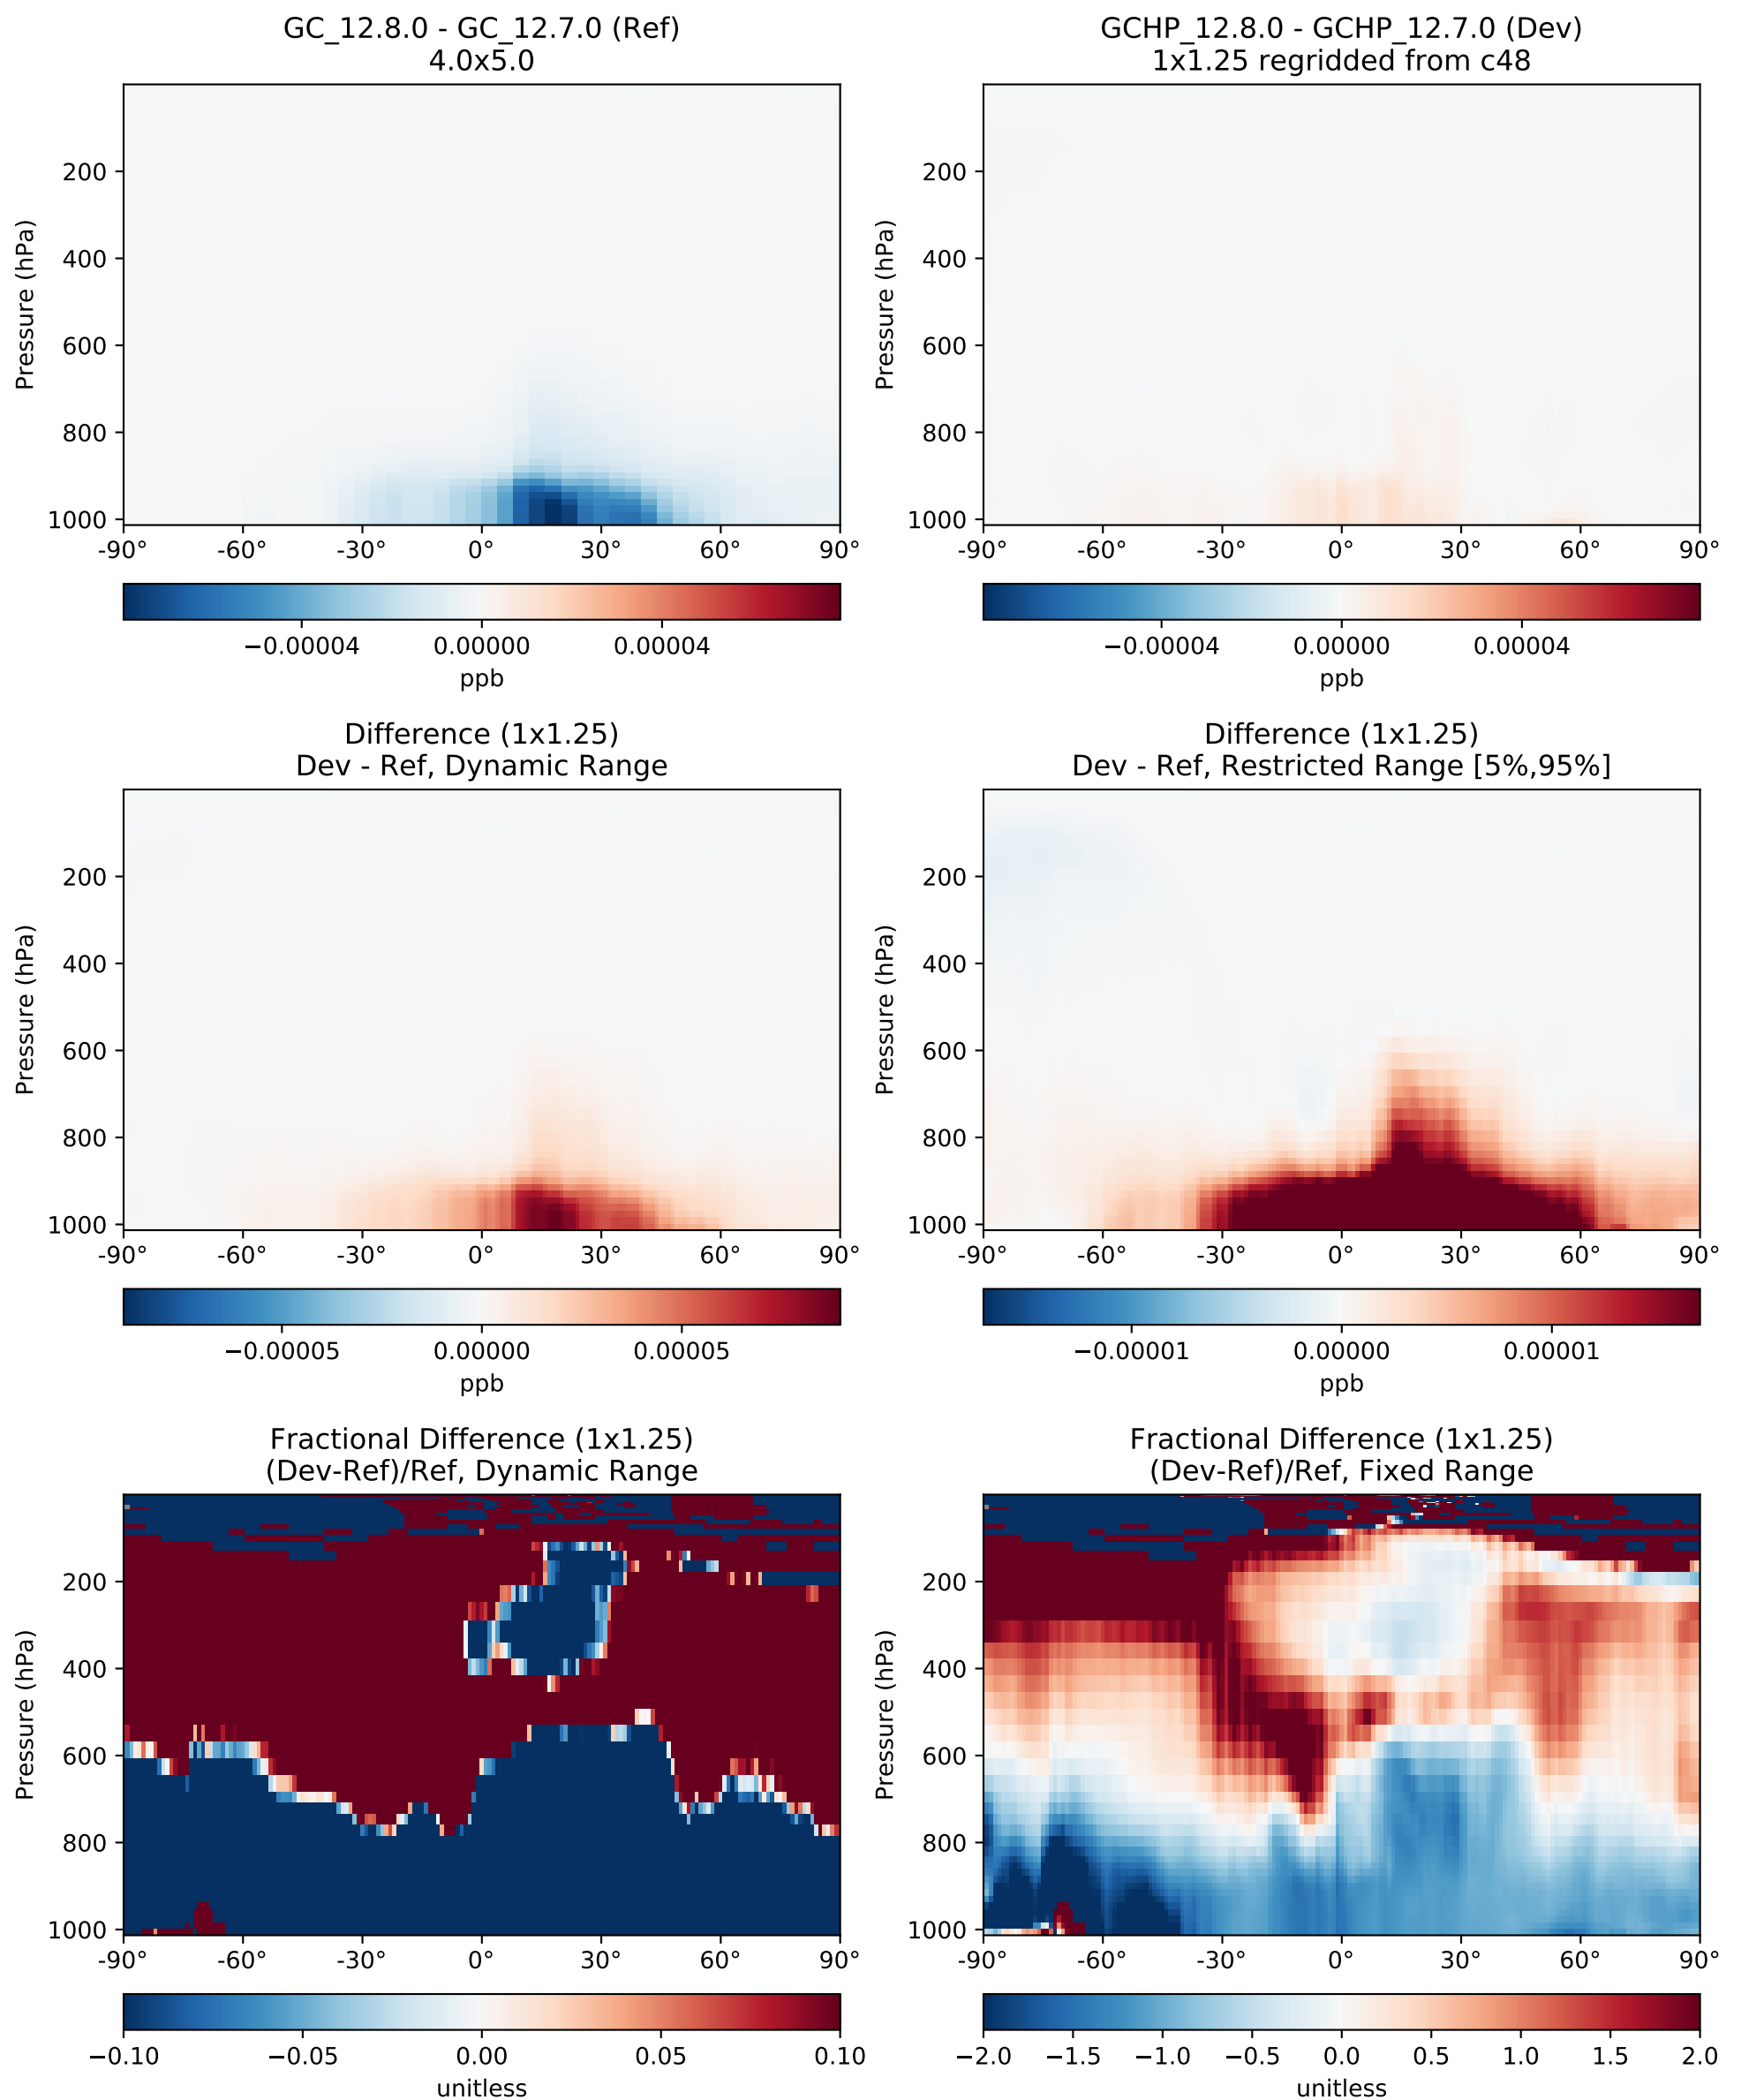 GC_12.8.0 - GC_12.7.0 (Ref)
4.0x5.0
Pressure (hPa)
200
400
600
800
1000
-90° -60° -30° 0° 30° 60° 90°
−0.00004 0.00000 0.00004
ppb
GCHP_12.8.0 - GCHP_12.7.0 (Dev)
1x1.25 regridded from c48
Pressure (hPa)
200
400
600
800
1000
-90° -60° -30° 0° 30° 60° 90°
−0.00004 0.00000 0.00004
ppb
Difference (1x1.25)
Dev - Ref, Dynamic Range
Pressure (hPa)
200
400
600
800
1000
-90° -60° -30° 0° 30° 60° 90°
−0.00005 0.00000 0.00005
ppb
Difference (1x1.25)
Dev - Ref, Restricted Range [5%,95%]
Pressure (hPa)
200
400
600
800
1000
-90° -60° -30° 0° 30° 60° 90°
−0.00001 0.00000 0.00001
ppb
Fractional Difference (1x1.25)
(Dev-Ref)/Ref, Dynamic Range
Pressure (hPa)
200
400
600
800
1000
-90° -60° -30° 0° 30° 60° 90°
−0.10 −0.05 0.00 0.05 0.10
unitless
Fractional Difference (1x1.25)
(Dev-Ref)/Ref, Fixed Range
Pressure (hPa)
200
400
600
800
1000
-90° -60° -30° 0° 30° 60° 90°
−2.0 −1.5 −1.0 −0.5 0.0 0.5 1.0 1.5 2.0
unitless